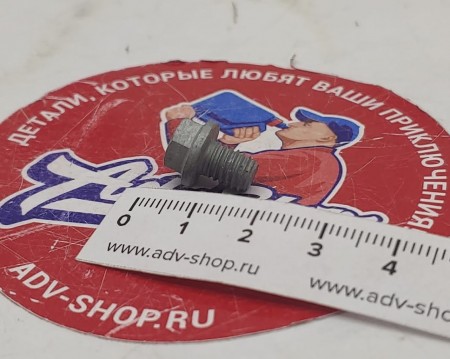 ДЕТАЛИ, КОТОРЫЕ ЛЮБЯТ ВАШИ ПРИКЛЮЧЕНИЯ
0 1 2 3 4
www.adv-shop.ru
www.adv-shop
ADV-SHOP.RU